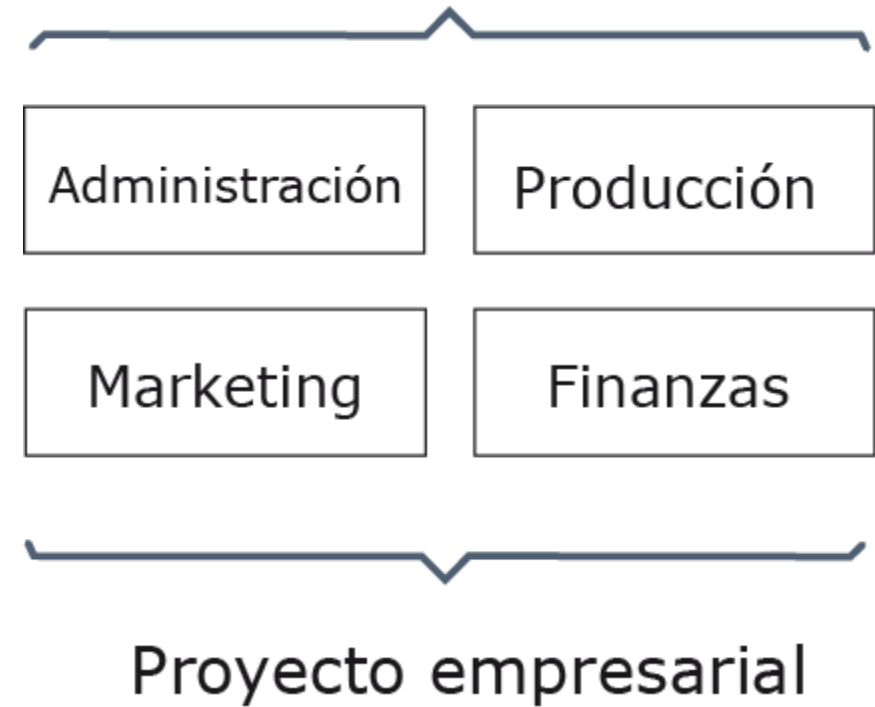 Administración
Producción
Marketing
Finanzas
Proyecto empresarial